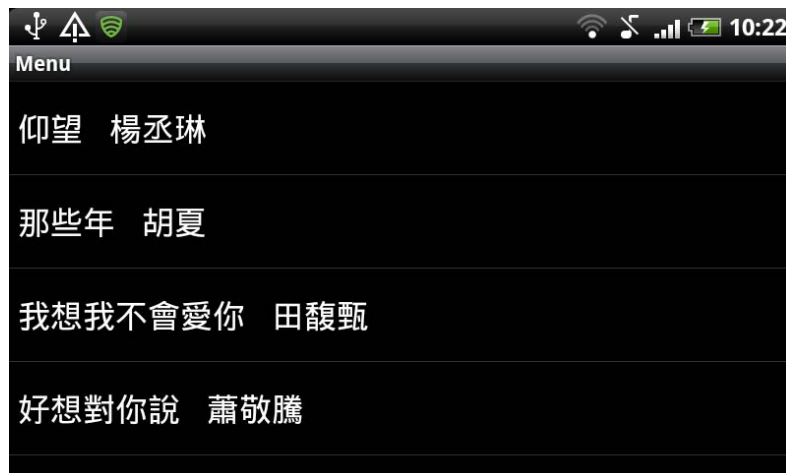 10:22
Menu
仰望 楊丞琳
那些年 胡夏
我想我不會愛你 田馥甄
好想對你說 蕭敬騰